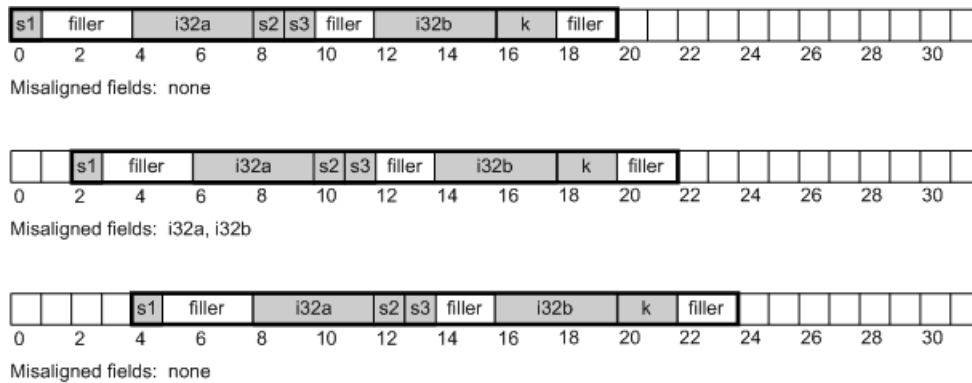 s1 filler i32a s2 s3 filler i32b k filler
0 2 4 6 8 10 12 14 16 18 20 22 24 26 28 30
Misaligned fields: none
s1 filler i32a s2 s3 filler i32b k filler
0 2 4 6 8 10 12 14 16 18 20 22 24 26 28 30
Misaligned fields: i32a, i32b
s1 filler i32a s2 s3 filler i32b k filler
0 2 4 6 8 10 12 14 16 18 20 22 24 26 28 30
Misaligned fields: none